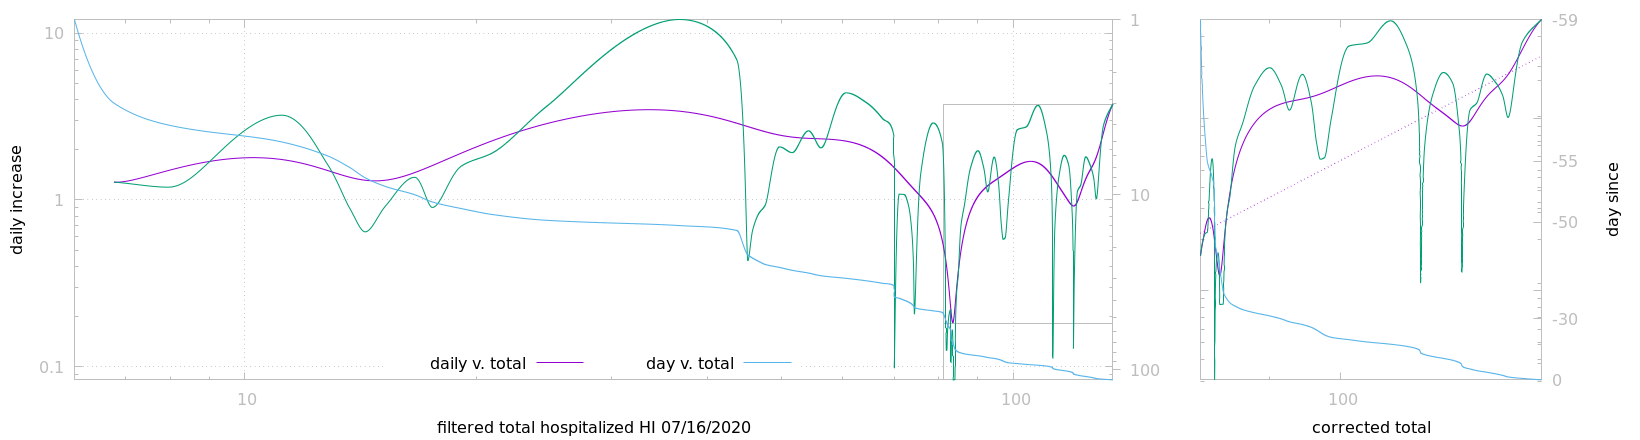 10
1
0.1
daily increase
10
100
1
10
100
daily v. total
day v. total
filtered total hospitalized HI 07/16/2020
-59
-55
-50
-30
0
day since
100
corrected total